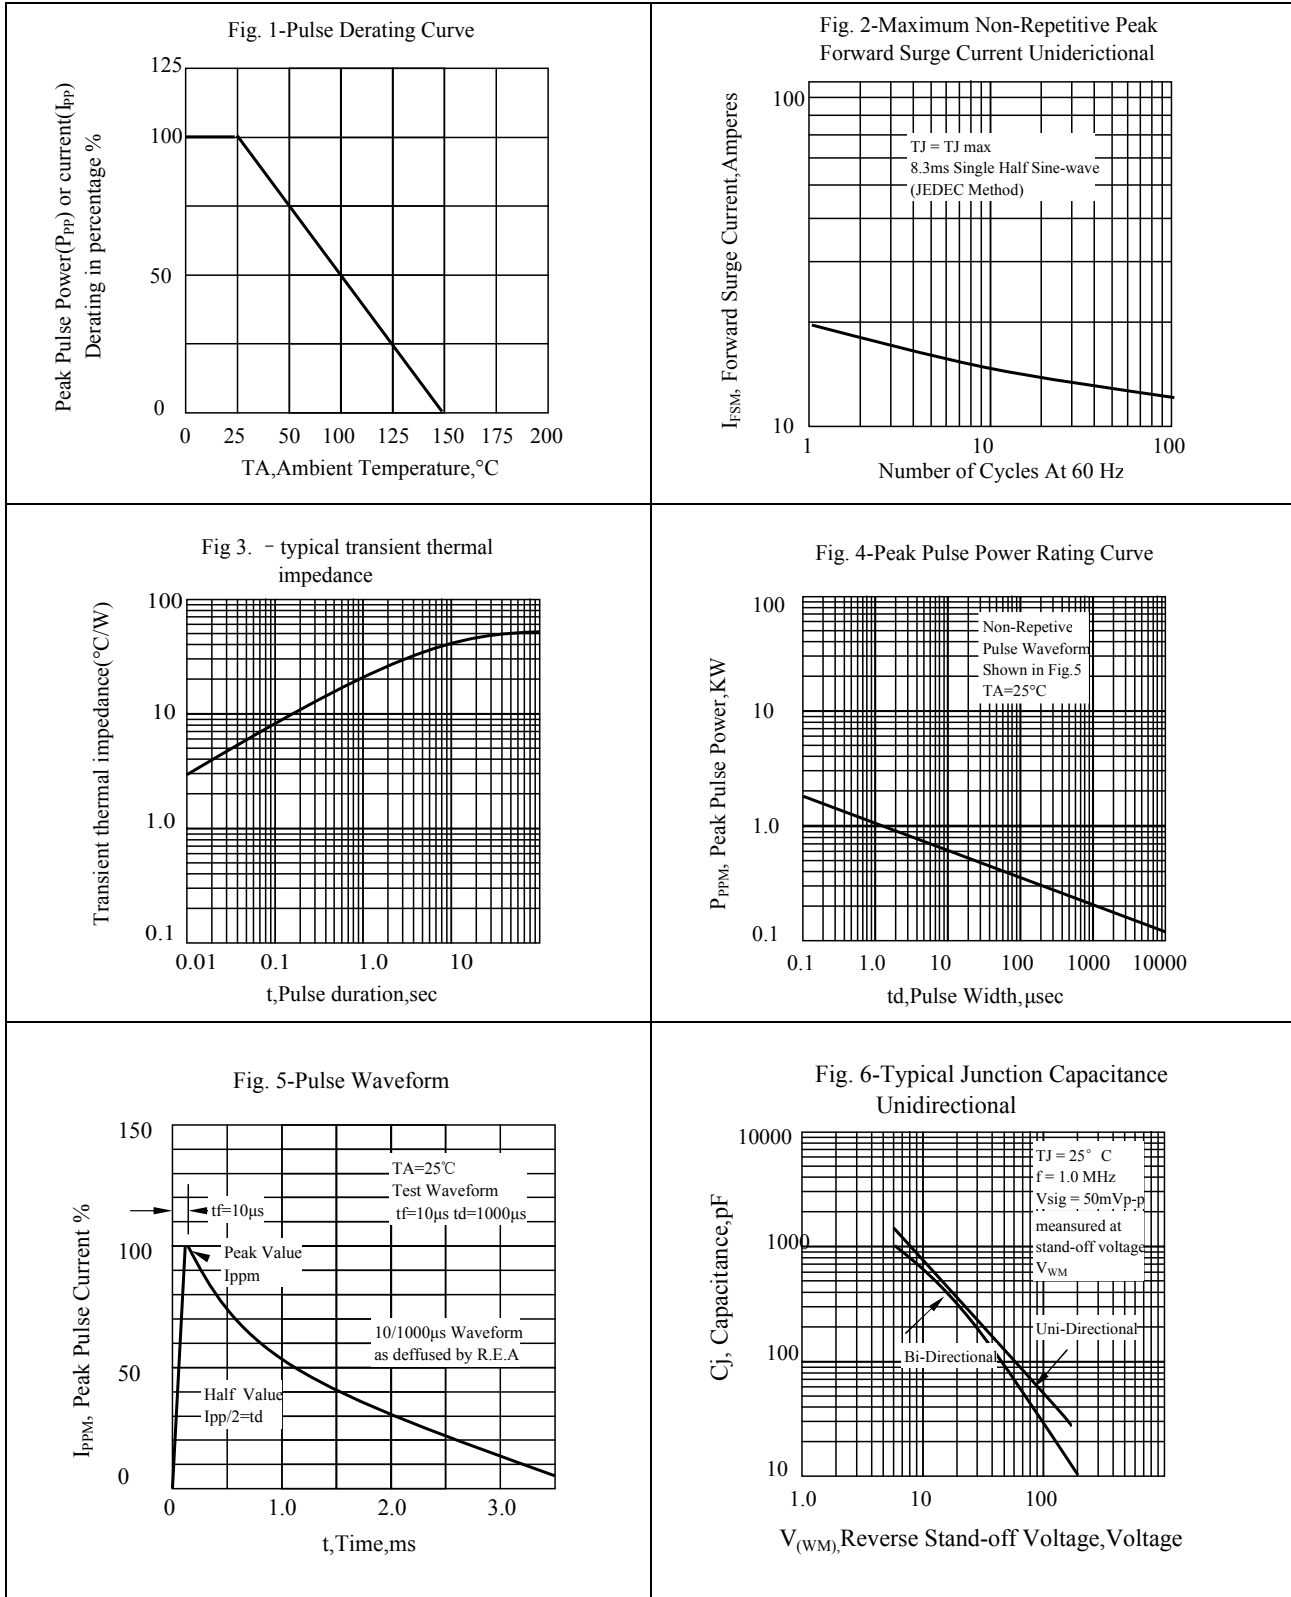 Fig. 1-Pulse Derating Curve
Peak Pulse Power(PPP) or current(IPP)
Derating in percentage %
125
100
50
0
0 25 50 100 125 150 175 200
TA,Ambient Temperature,°C
Fig. 2-Maximum Non-Repetitive Peak
Forward Surge Current Uniderictional
IFSM, Forward Surge Current,Amperes
100
10
TJ = TJ max
8.3ms Single Half Sine-wave
(JEDEC Method)
1 10 100
Number of Cycles At 60 Hz
Fig 3. - typical transient thermal
impedance
Transient thermal impedance(°C/W)
100
10
1.0
0.1
0.01 0.1 1.0 10
t,Pulse duration,sec
Fig. 4-Peak Pulse Power Rating Curve
PPPM, Peak Pulse Power,KW
100
10
1.0
0.1
Non-Repetive
Pulse Waveform
Shown in Fig.5
TA=25°C
0.1 1.0 10 100 1000 10000
td,Pulse Width,μsec
Fig. 5-Pulse Waveform
IPPM, Peak Pulse Current %
150
100
50
0
TA=25℃
Test Waveform
tf=10μs td=1000μs
tf=10μs
Peak Value
Ippm
10/1000μs Waveform
as deffused by R.E.A
Half Value
Ipp/2=td
0 1.0 2.0 3.0
t,Time,ms
Fig. 6-Typical Junction Capacitance
Unidirectional
Cj, Capacitance,pF
10000
1000
100
10
TJ = 25° C
f = 1.0 MHz
Vsig = 50mVp-p
meansured at
stand-off voltage
VWM
Uni-Directional
Bi-Directional
1.0 10 100
V(WM),Reverse Stand-off Voltage,Voltage